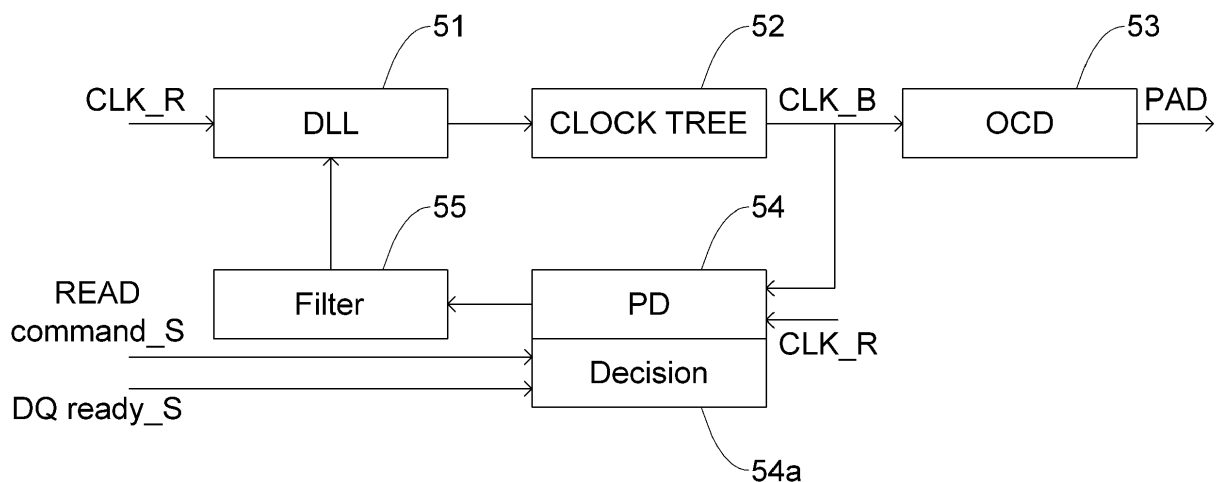 51
52
53
CLK_R
DLL
CLOCK TREE
CLK_B
OCD
PAD
55
54
READ
command_S
Filter
PD
CLK_R
Decision
DQ ready_S
54a